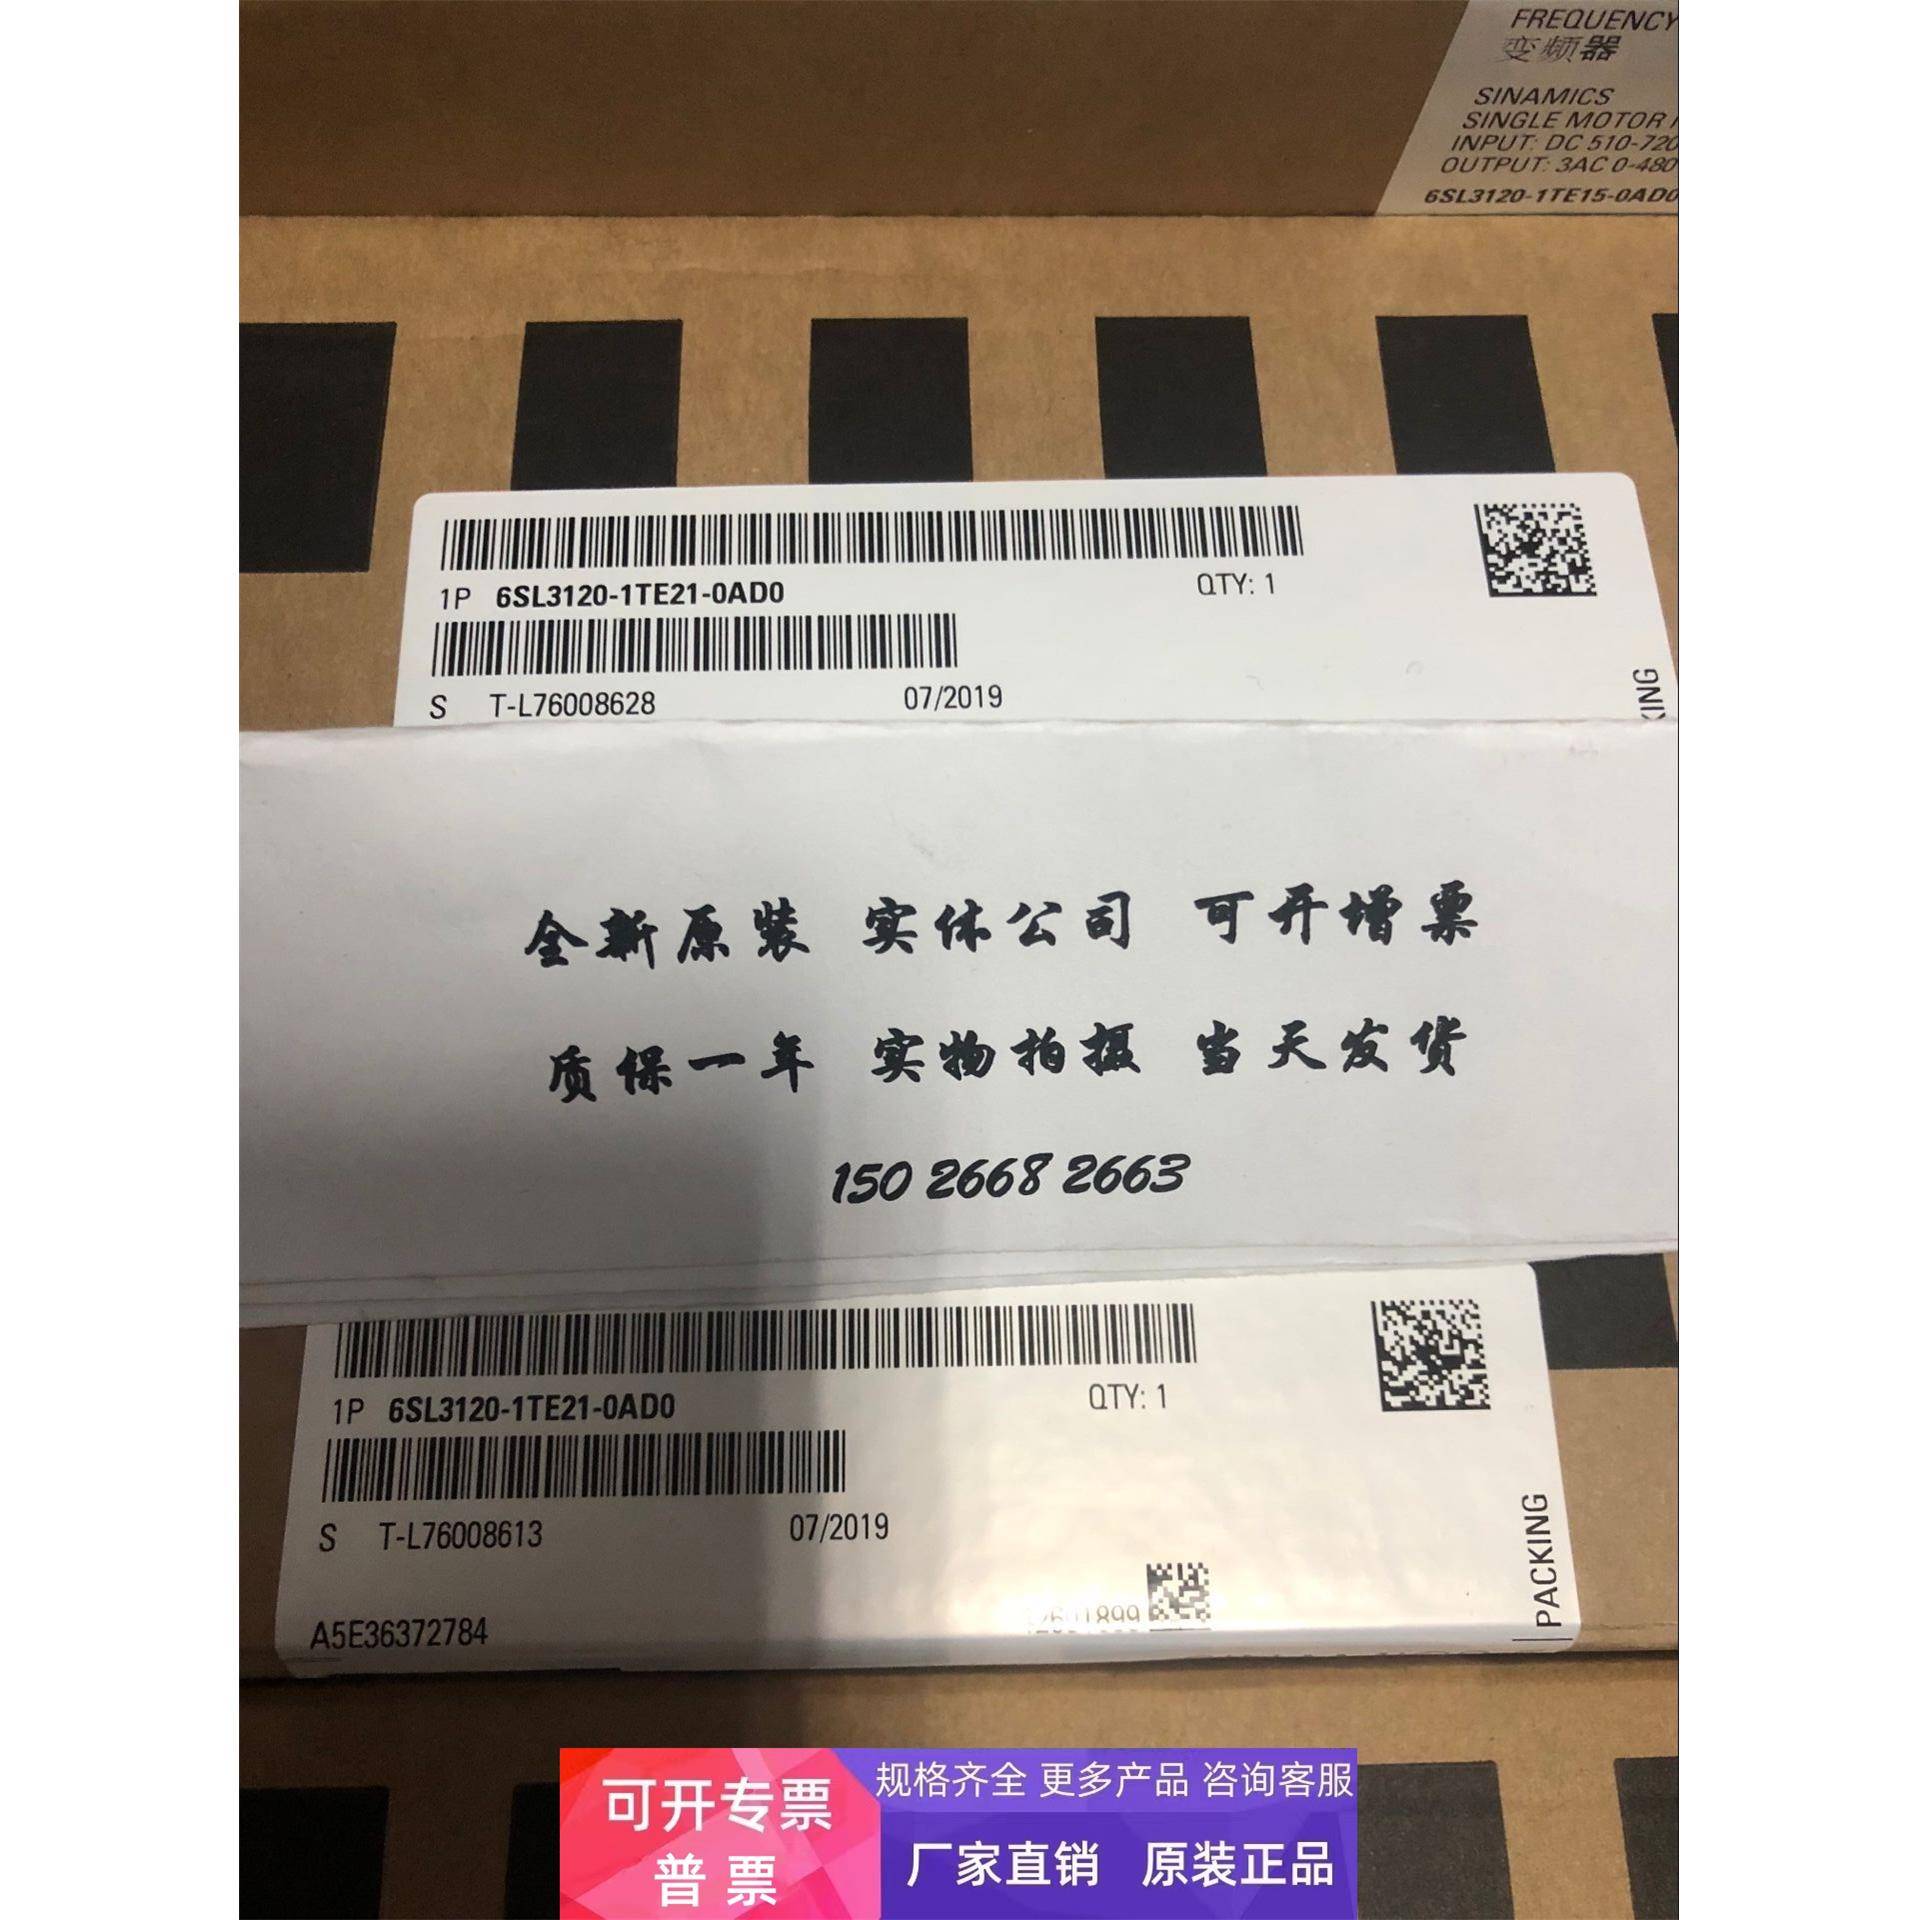 FREQUENCY
变频器
SINAMICS
SINGLE MOTOR
INPUT: DC 510-720
OUTPUT: 3AC 0-480
6SL3120-1TE15-0AD0
1P 6SL3120-1TE21-0AD0 QTY: 1
S T-L76008628 07/2019
全新原装 实体公司 可开增票
质保一年 实物拍摄 当天发货
150 2668 2663
1P 6SL3120-1TE21-0AD0 QTY: 1
S T-L76008613 07/2019
PACKING
A5E36372784
可开专票
普票
规格齐全 更多产品 咨询客服
厂家直销 原装正品